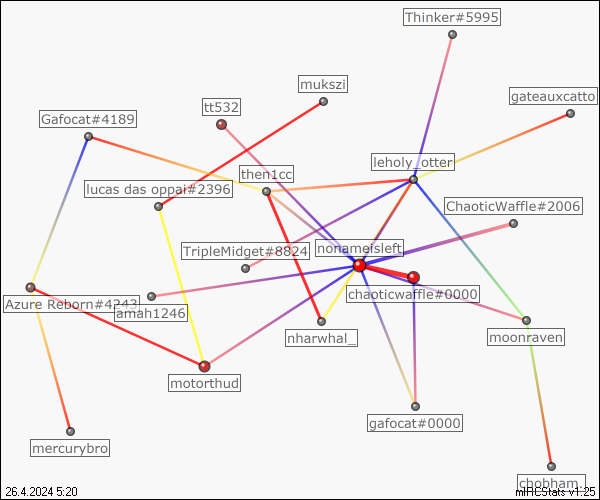 Thinker#5995
mukszi
gateauxcatto
tt532
Gafocat#4189
leholy_otter
then1cc
lucas das oppai#2396
ChaoticWaffle#2006
nonameisleft
TripleMidget#8824
chaoticwaffle#0000
Azure Reborn#4243
amah1246
nharwhal_
moonraven
motorthud
gafocat#0000
mercurybro
chobham.
26.4.2024 5:20
mIRCStats v1.25